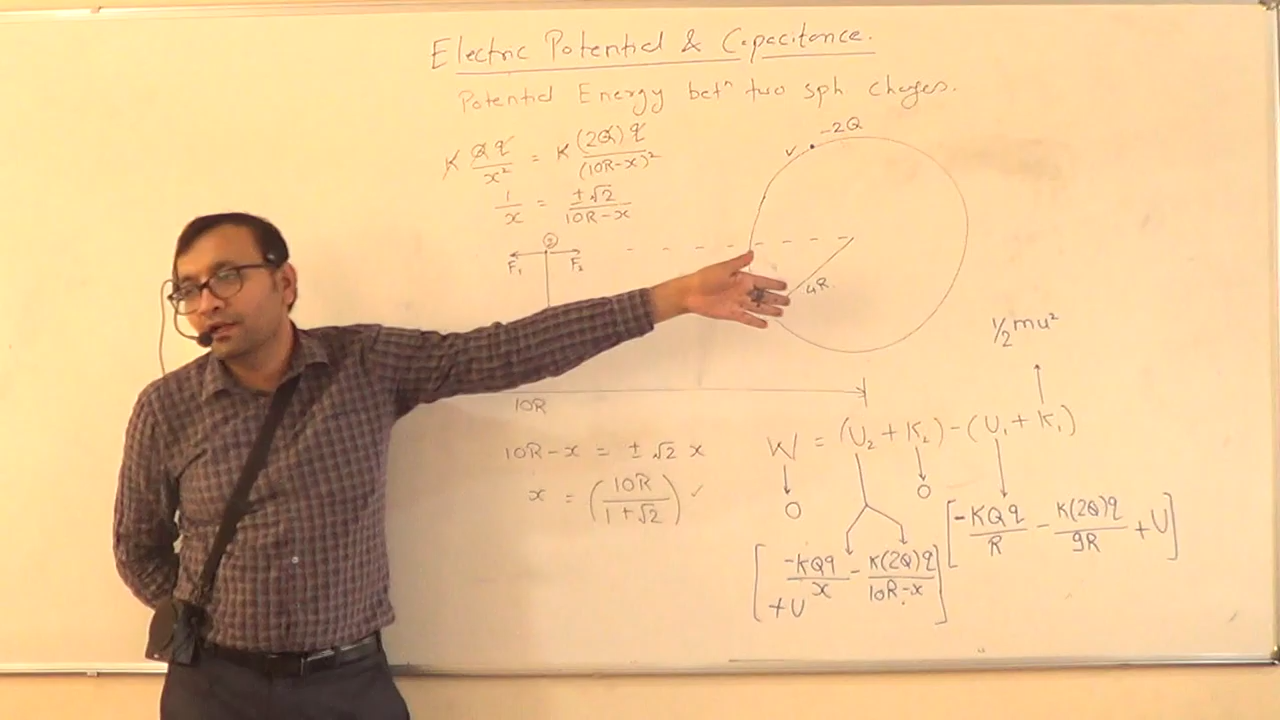 Electric Potential & Capacitance.
Potential Energy betⁿ two sph charges.
K Qq/x² = K (2Q)q/(10R-x)²
1/x = ±√2/(10R-x)
-2Q
F₁ F₂
4R
10R
10R-x = ± √2 x
x = (10R/(1+√2)) ✓
½mu²
W = (U₂ + K₂) - (U₁ + K₁)
0
0
[-KQq/R - K(2Q)q/9R + U]
[-KQq/x - K(2Q)q/(10R-x) + U]